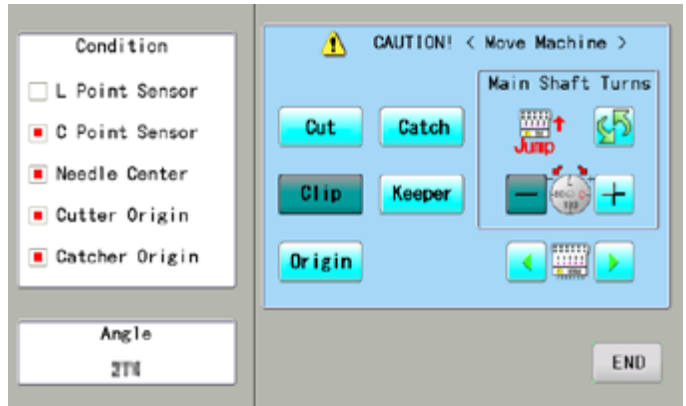 Condition
L Point Sensor
C Point Sensor
Needle Center
Cutter Origin
Catcher Origin
Angle
CAUTION! < Move Machine >
Main Shaft Turns
Cut
Catch
Jump
Clip
Keeper
Origin
END